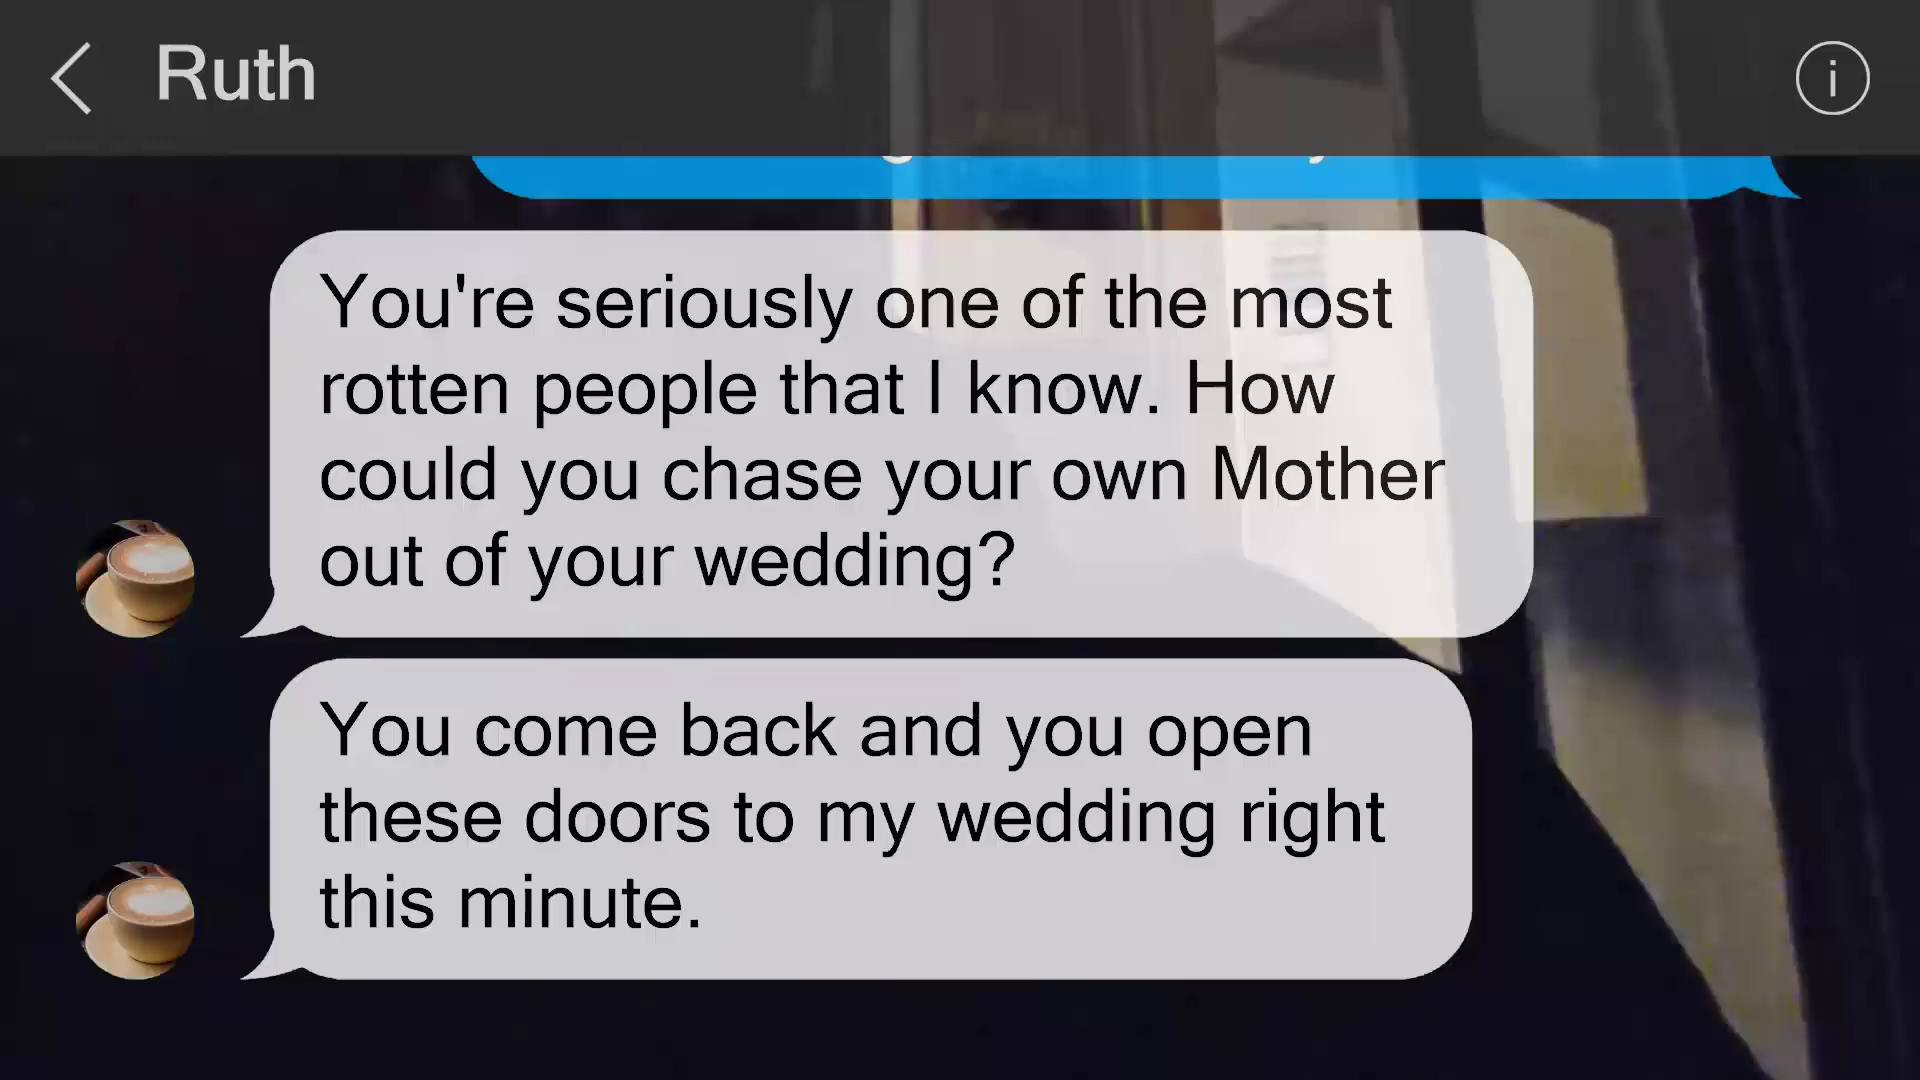 Ruth
You're seriously one of the most
rotten people that I know. How
could you chase your own Mother
out of your wedding?
You come back and you open
these doors to my wedding right
this minute.